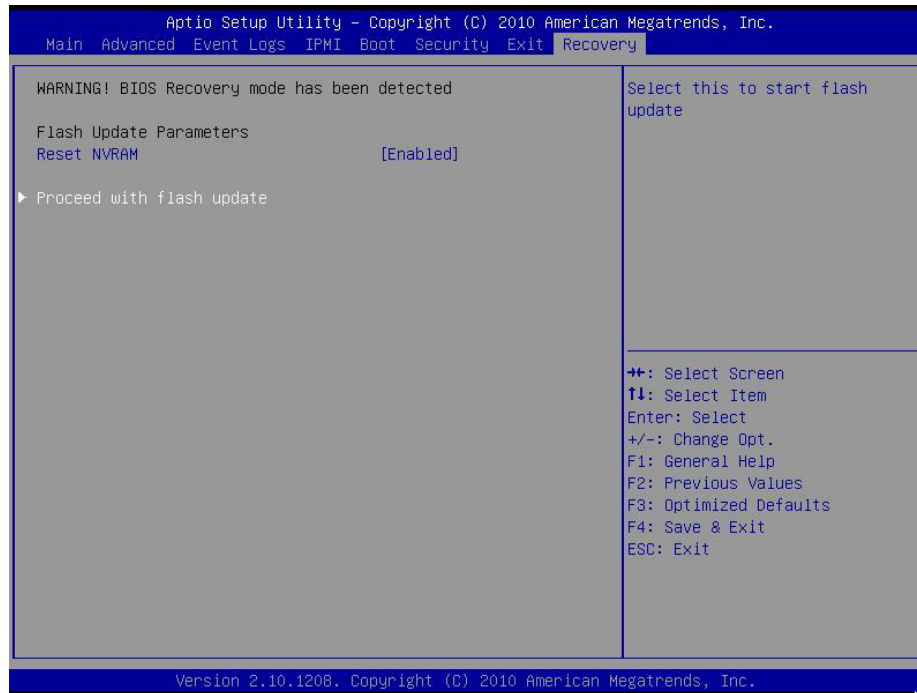 Aptio Setup Utility – Copyright (C) 2010 American Megatrends, Inc.
Main Advanced Event Logs IPMI Boot Security Exit Recovery
WARNING! BIOS Recovery mode has been detected
Flash Update Parameters
Reset NVRAM [Enabled]
Proceed with flash update
Select this to start flash
update
→←: Select Screen
↑↓: Select Item
Enter: Select
+/-: Change Opt.
F1: General Help
F2: Previous Values
F3: Optimized Defaults
F4: Save & Exit
ESC: Exit
Version 2.10.1208. Copyright (C) 2010 American Megatrends, Inc.